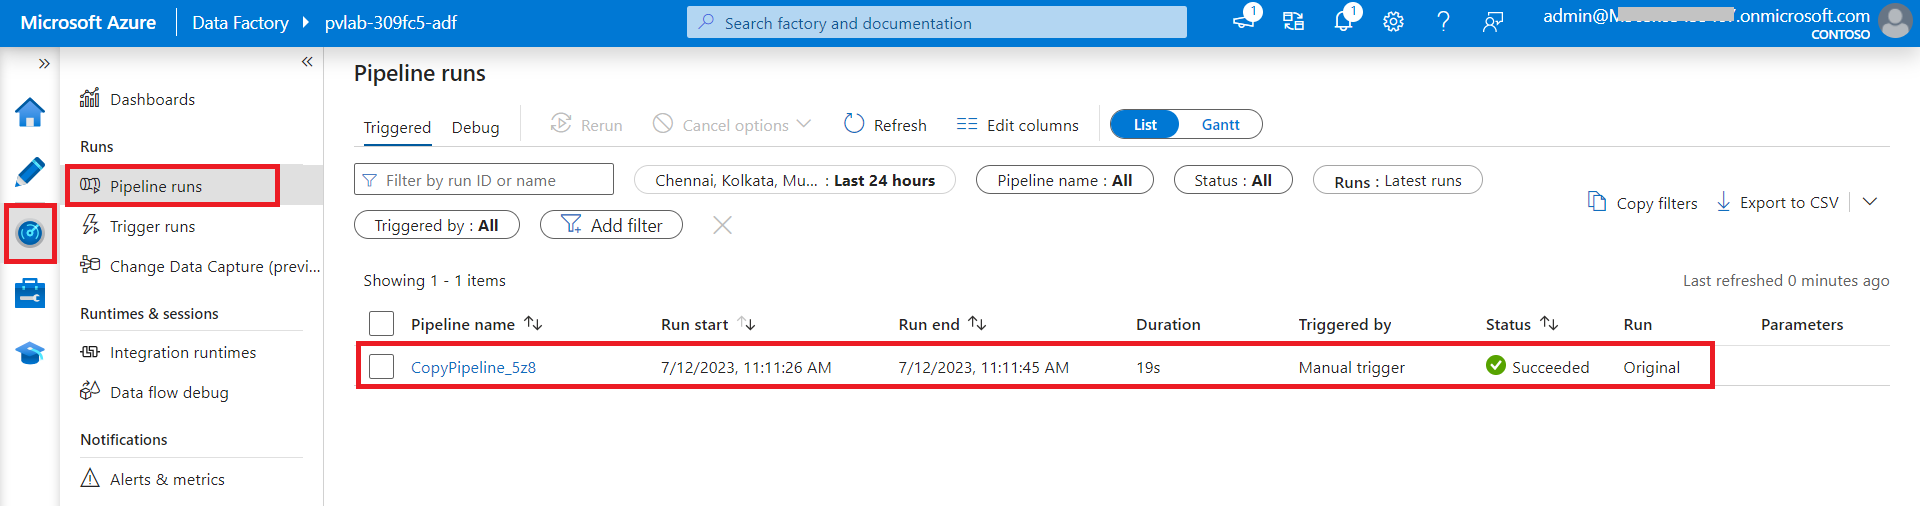 Microsoft Azure Data Factory pvlab-309fc5-adf Search factory and documentation 1 1 .onmicrosoft.com
CONTOSO
Dashboards
Runs
Pipeline runs
Trigger runs
Change Data Capture (previ...
Runtimes & sessions
Integration runtimes
Data flow debug
Notifications
Alerts & metrics
Pipeline runs
Triggered Debug Rerun Cancel options Refresh Edit columns List Gantt
Filter by run ID or name Chennai, Kolkata, Mu... : Last 24 hours Pipeline name : All Status : All Runs : Latest runs
Triggered by : All Add filter Copy filters Export to CSV
Showing 1 - 1 items Last refreshed 0 minutes ago
Pipeline name Run start Run end Duration Triggered by Status Run Parameters
CopyPipeline_5z8 7/12/2023, 11:11:26 AM 7/12/2023, 11:11:45 AM 19s Manual trigger Succeeded Original